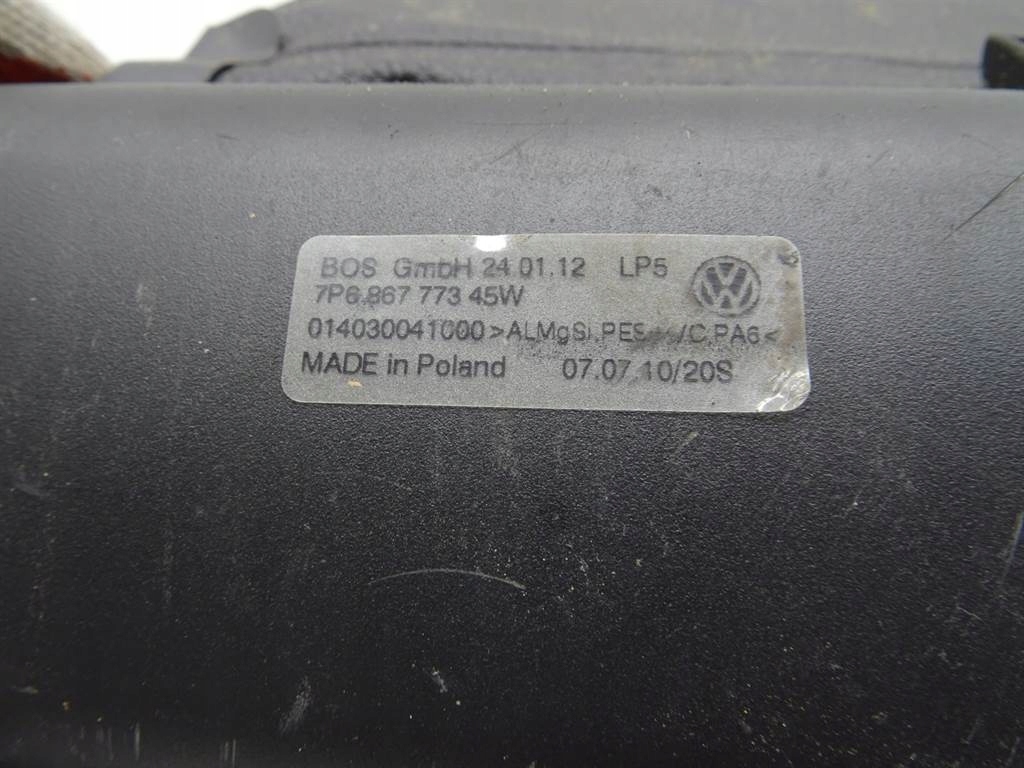 BOS GmbH 24 01.12 LP5
7P6.867 773 45W
014030041000 >ALMgSi.PES /C,PA6<
MADE in Poland 07.07.10/20S